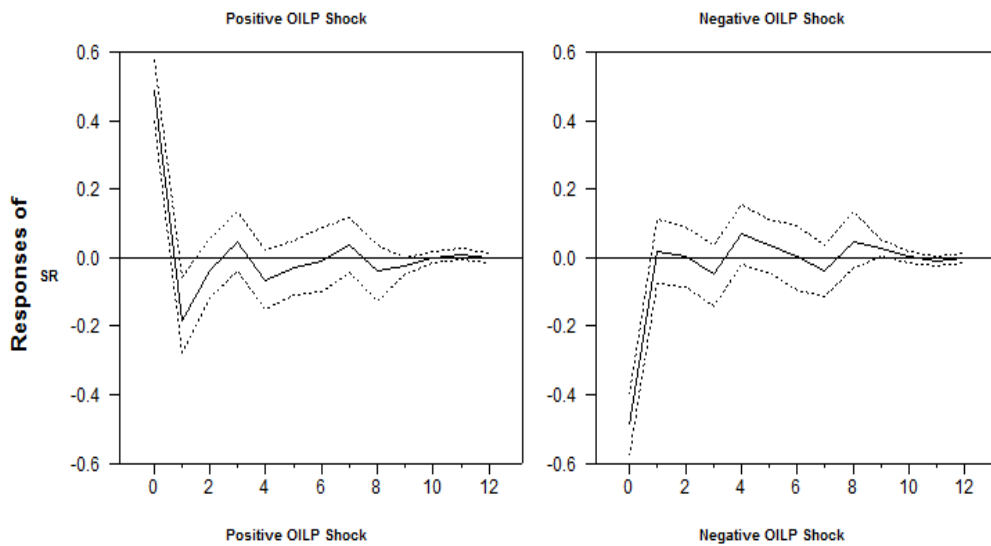 Positive OILP Shock
Negative OILP Shock
Responses of
SR
0.6
0.4
0.2
0.0
-0.2
-0.4
-0.6
0 2 4 6 8 10 12
0.6
0.4
0.2
0.0
-0.2
-0.4
-0.6
0 2 4 6 8 10 12
Positive OILP Shock
Negative OILP Shock